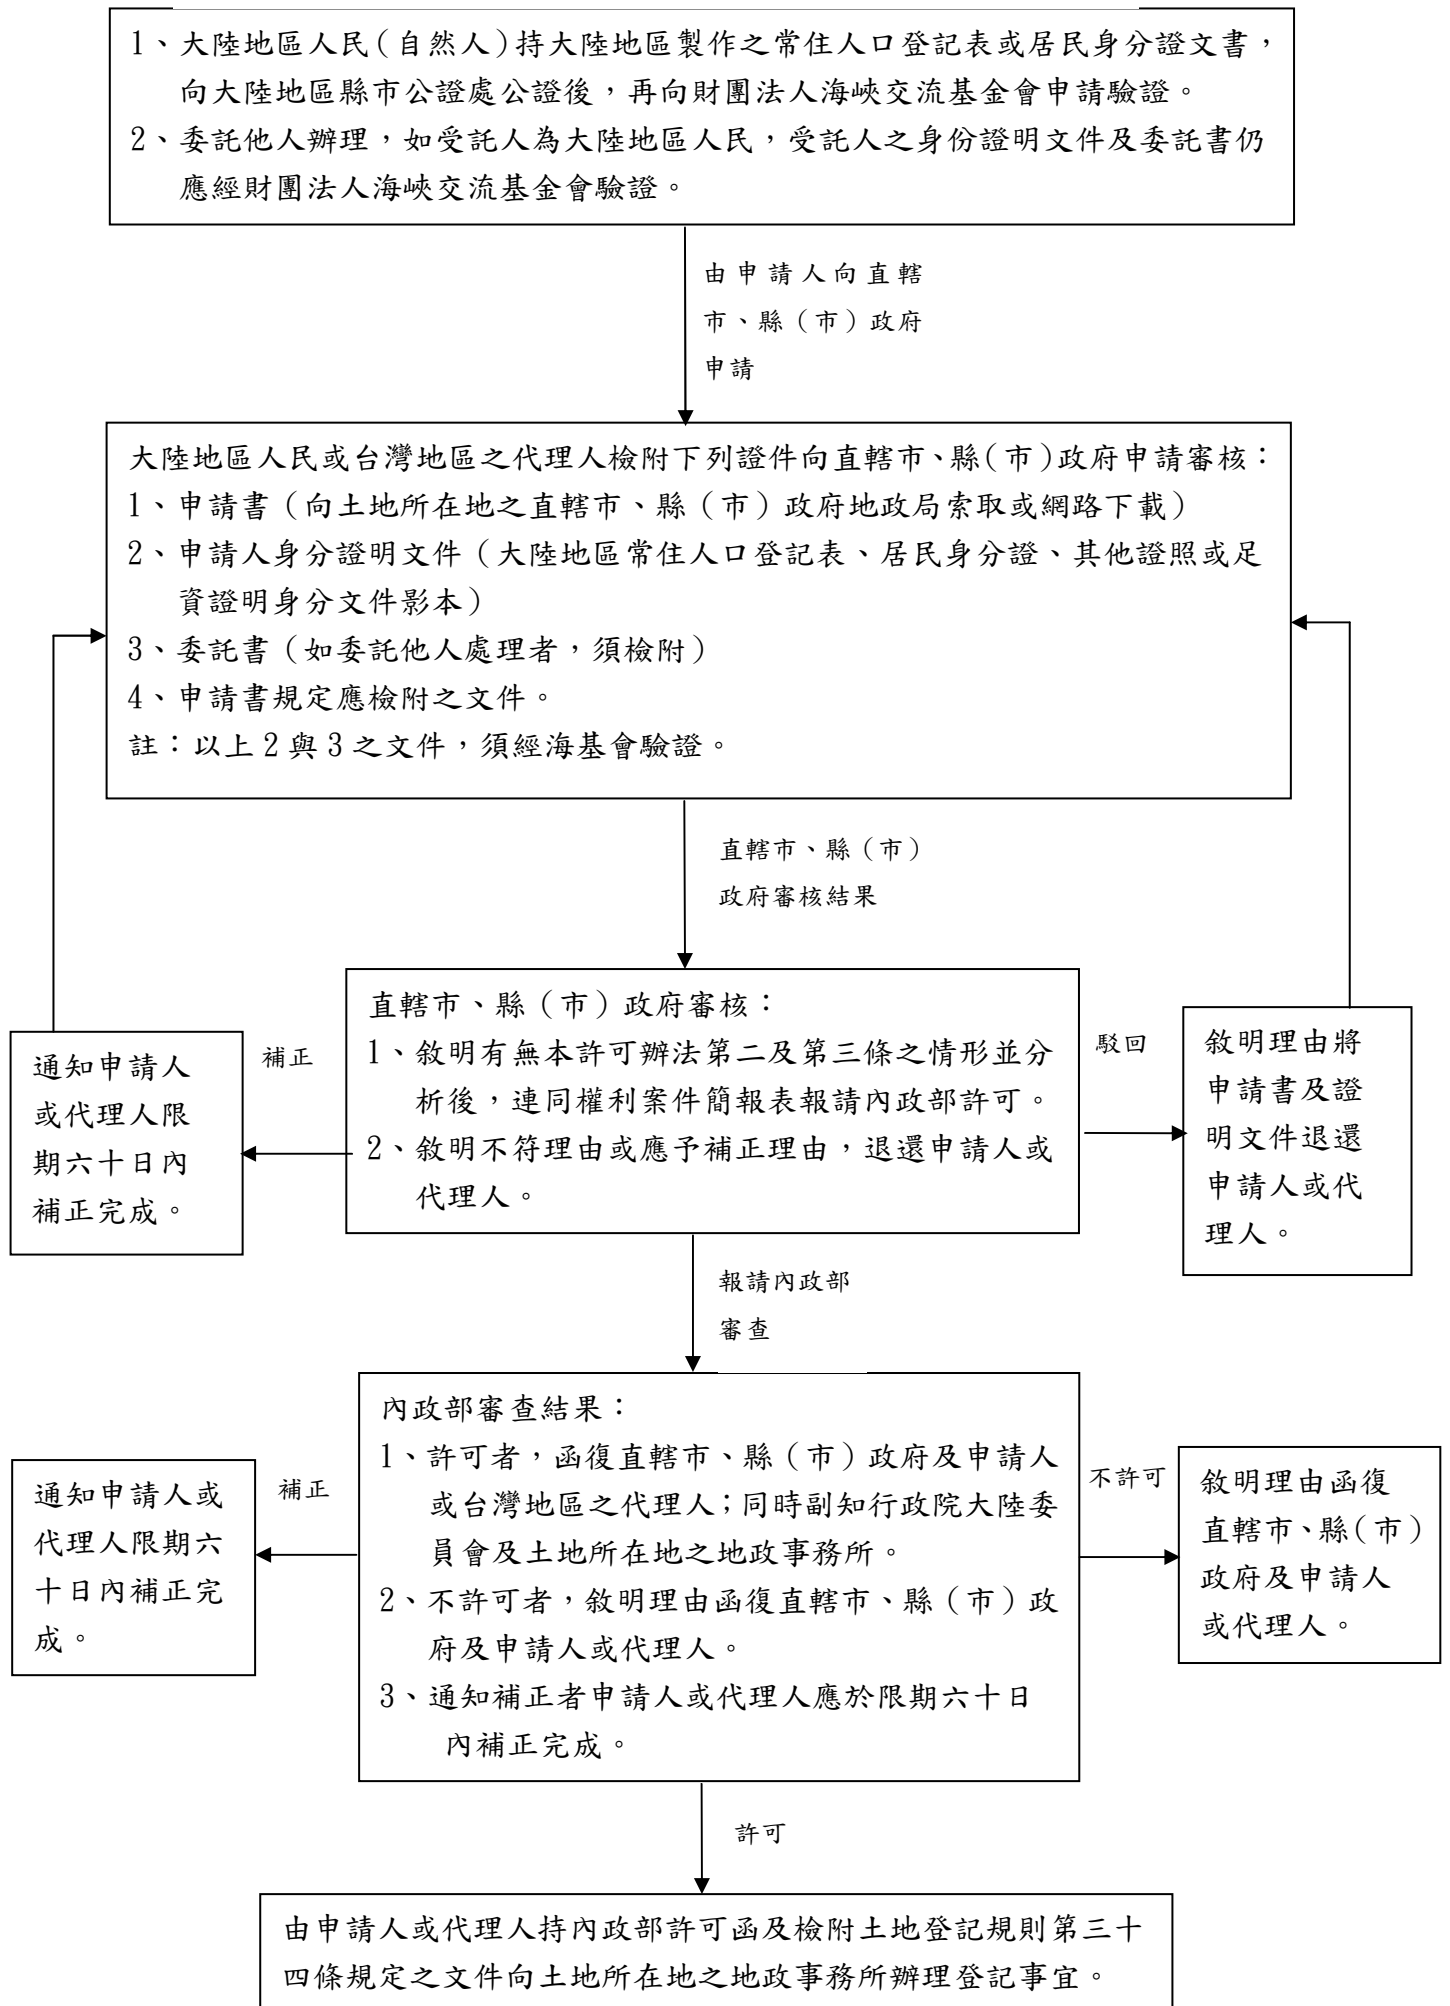 1、大陸地區人民(自然人)持大陸地區製作之常住人口登記表或居民身分證文書，
向大陸地區縣市公證處公證後，再向財團法人海峽交流基金會申請驗證。
2、委託他人辦理，如受託人為大陸地區人民，受託人之身份證明文件及委託書仍
應經財團法人海峽交流基金會驗證。
由申請人向直轄
市、縣（市）政府
申請
大陸地區人民或台灣地區之代理人檢附下列證件向直轄市、縣(市)政府申請審核：
1、申請書（向土地所在地之直轄市、縣（市）政府地政局索取或網路下載）
2、申請人身分證明文件（大陸地區常住人口登記表、居民身分證、其他證照或足
資證明身分文件影本）
3、委託書（如委託他人處理者，須檢附）
4、申請書規定應檢附之文件。
註：以上2與3之文件，須經海基會驗證。
直轄市、縣（市）
政府審核結果
直轄市、縣（市）政府審核：
1、敘明有無本許可辦法第二及第三條之情形並分
析後，連同權利案件簡報表報請內政部許可。
2、敘明不符理由或應予補正理由，退還申請人或
代理人。
補正
通知申請人
或代理人限
期六十日內
補正完成。
駁回
敘明理由將
申請書及證
明文件退還
申請人或代
理人。
報請內政部
審查
內政部審查結果：
1、許可者，函復直轄市、縣（市）政府及申請人
或台灣地區之代理人；同時副知行政院大陸委
員會及土地所在地之地政事務所。
2、不許可者，敘明理由函復直轄市、縣（市）政
府及申請人或代理人。
3、通知補正者申請人或代理人應於限期六十日
內補正完成。
補正
通知申請人或
代理人限期六
十日內補正完
成。
不許可
敘明理由函復
直轄市、縣(市)
政府及申請人
或代理人。
許可
由申請人或代理人持內政部許可函及檢附土地登記規則第三十
四條規定之文件向土地所在地之地政事務所辦理登記事宜。